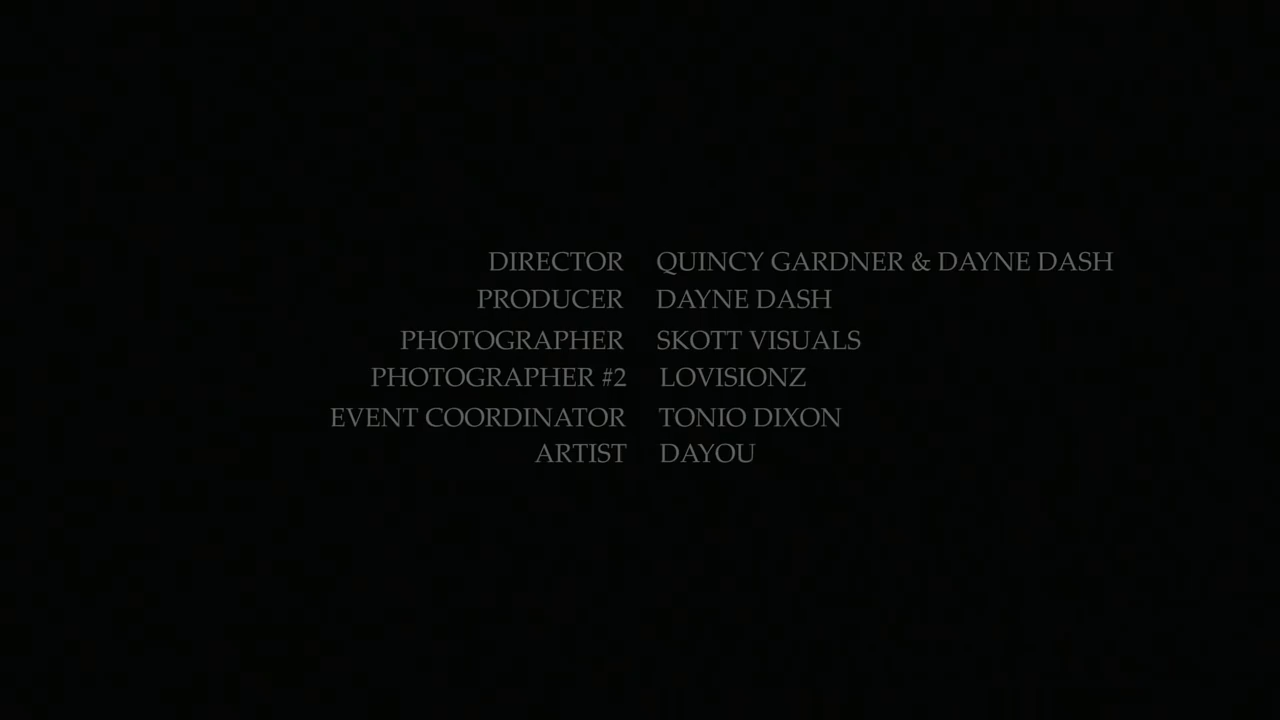 DIRECTOR QUINCY GARDNER & DAYNE DASH
PRODUCER DAYNE DASH
PHOTOGRAPHER SKOTT VISUALS
PHOTOGRAPHER #2 LOVISIONZ
EVENT COORDINATOR TONIO DIXON
ARTIST DAYOU